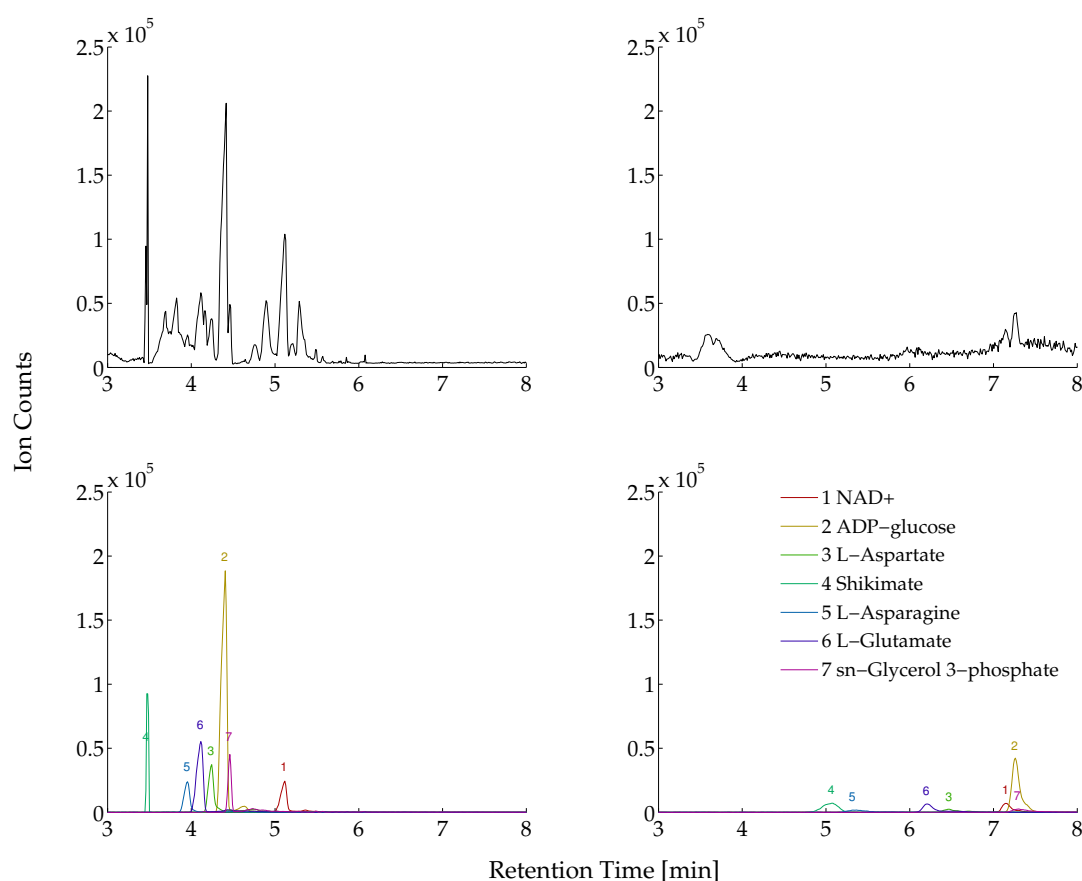 x 10^5
2.5
2
1.5
1
0.5
0
3 4 5 6 7 8
x 10^5
2.5
2
1.5
1
0.5
0
3 4 5 6 7 8
Ion Counts
x 10^5
2.5
2
1.5
1
0.5
0
3 4 5 6 7 8
4
5
6
3
2
7
1
x 10^5
2.5
2
1.5
1
0.5
0
3 4 5 6 7 8
4
5
6
3
1
2
7
1 NAD+
2 ADP−glucose
3 L−Aspartate
4 Shikimate
5 L−Asparagine
6 L−Glutamate
7 sn−Glycerol 3−phosphate
Retention Time [min]